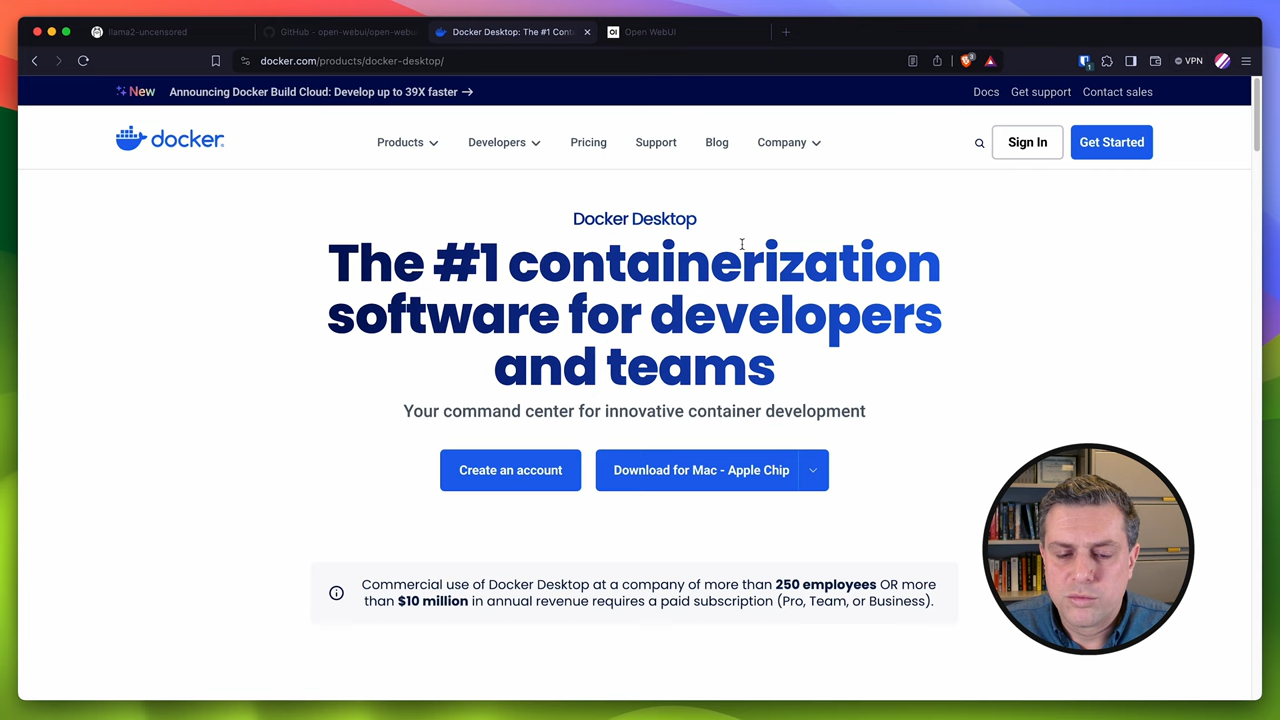 llama2-uncensored
GitHub - open-webui/open-webu
Docker Desktop: The #1 Cont
OI
Open WebUI
docker.com/products/docker-desktop/
3
1
VPN
New
Announcing Docker Build Cloud: Develop up to 39X faster →
Docs
Get support
Contact sales
docker
Products
Developers
Pricing
Support
Blog
Company
Sign In
Get Started
Docker Desktop
The #1 containerization
software for developers
and teams
Your command center for innovative container development
Create an account
Download for Mac - Apple Chip
Commercial use of Docker Desktop at a company of more than 250 employees OR more
than $10 million in annual revenue requires a paid subscription (Pro, Team, or Business).